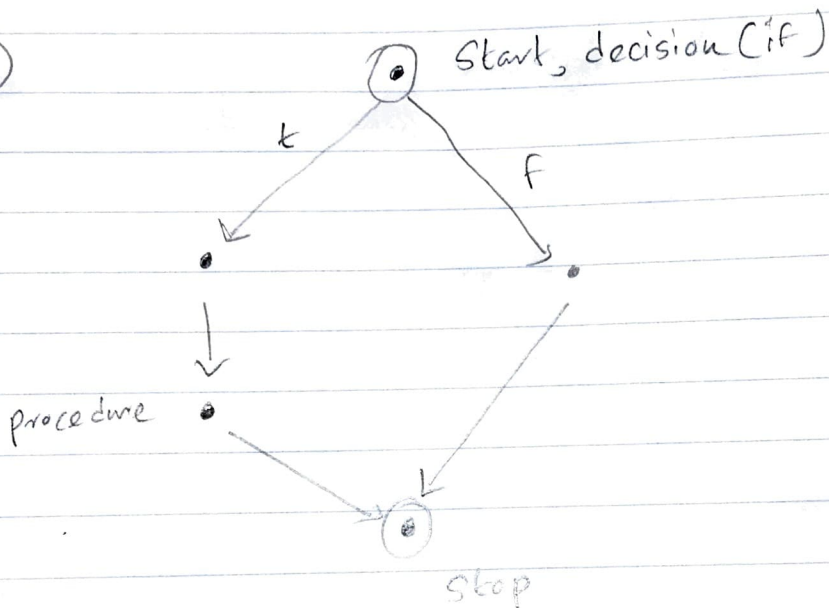 )
Start, decision (if)
t
f
procedure
Stop